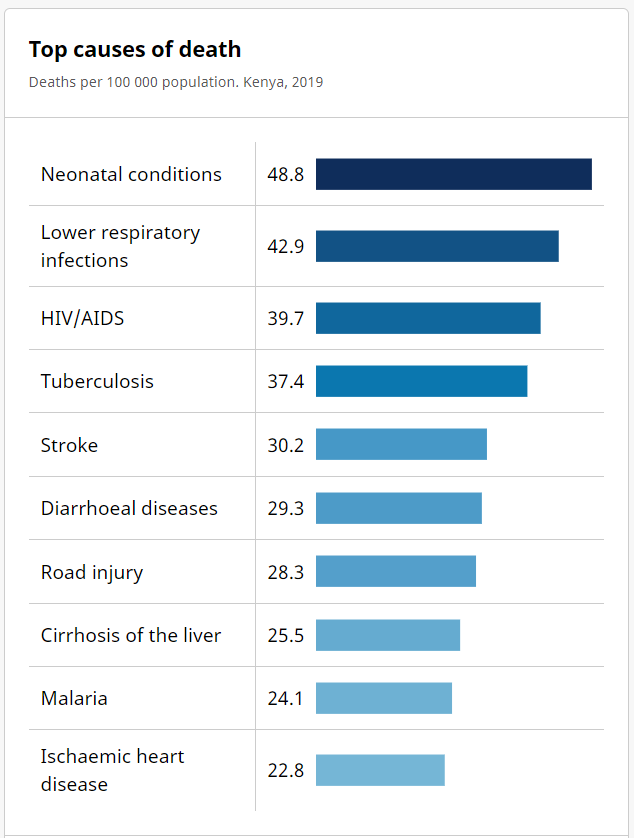 Top causes of death
Deaths per 100 000 population. Kenya, 2019
Neonatal conditions 48.8
Lower respiratory
infections 42.9
HIV/AIDS 39.7
Tuberculosis 37.4
Stroke 30.2
Diarrhoeal diseases 29.3
Road injury 28.3
Cirrhosis of the liver 25.5
Malaria 24.1
Ischaemic heart
disease 22.8